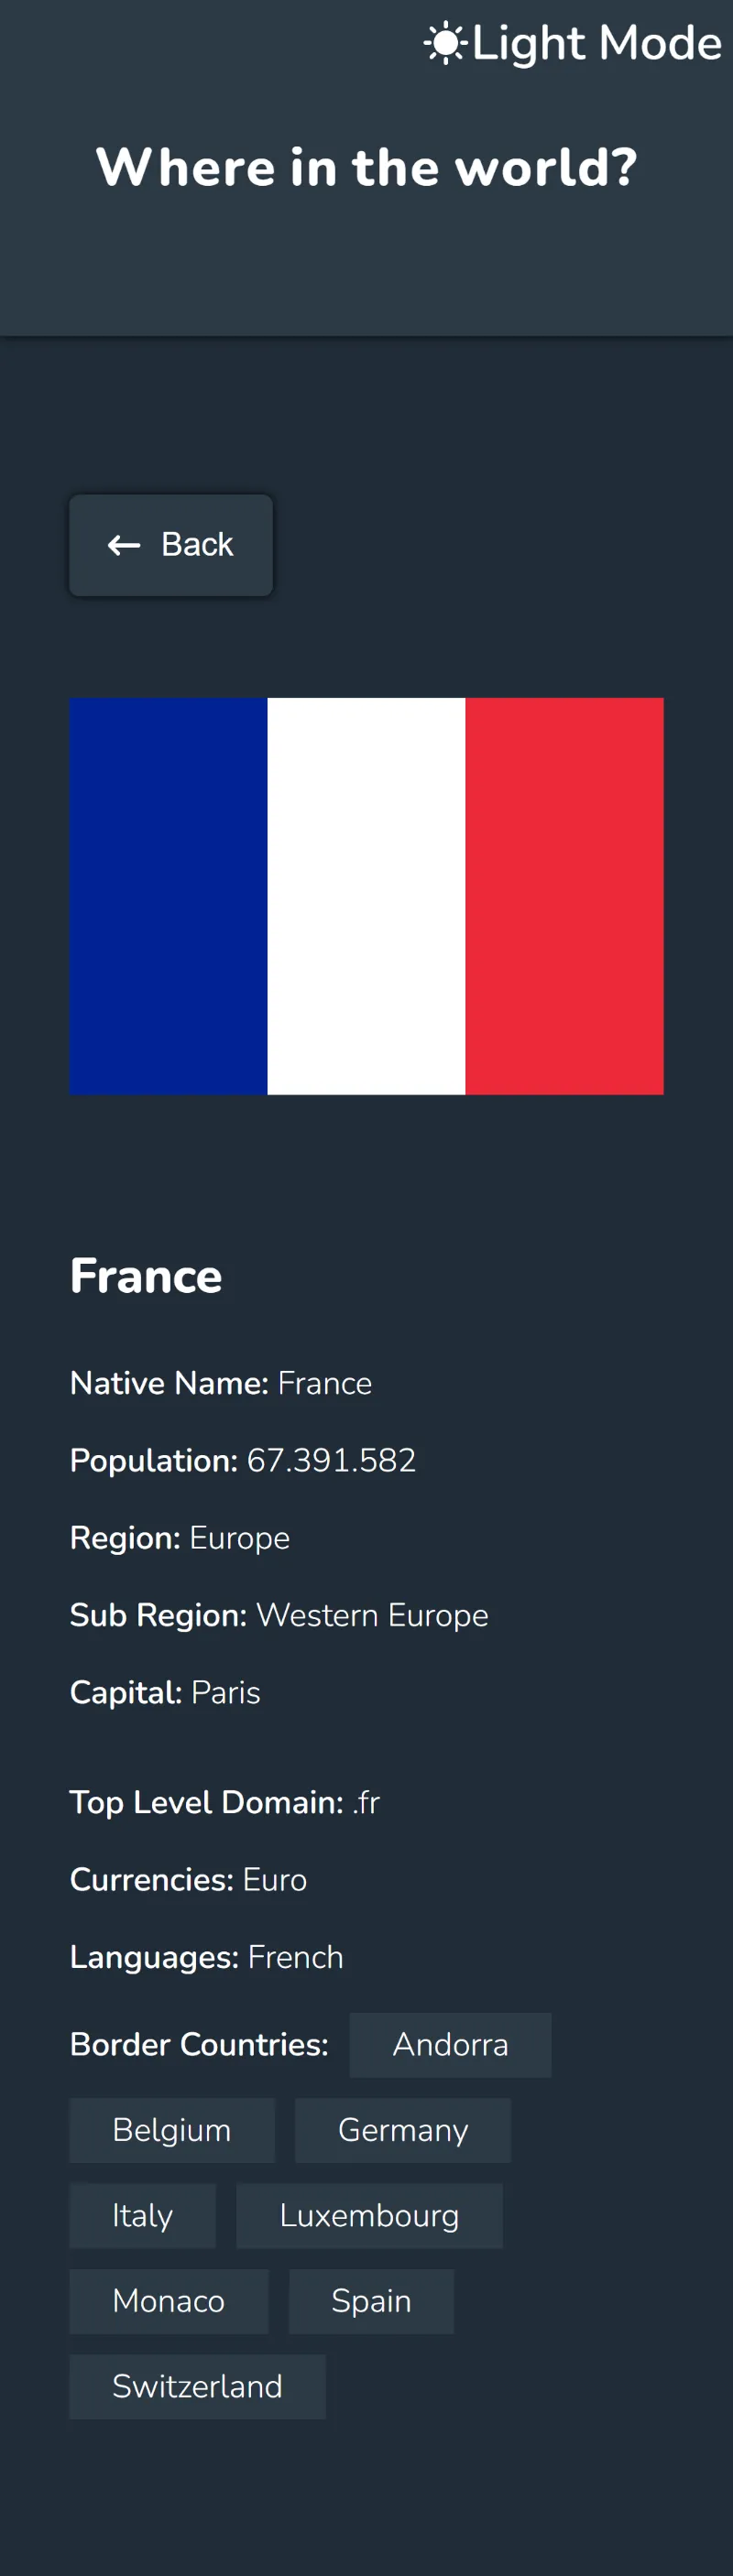 Light Mode
Where in the world?
Back
France
Native Name: France
Population: 67.391.582
Region: Europe
Sub Region: Western Europe
Capital: Paris
Top Level Domain: .fr
Currencies: Euro
Languages: French
Border Countries: Andorra
Belgium Germany
Italy Luxembourg
Monaco Spain
Switzerland